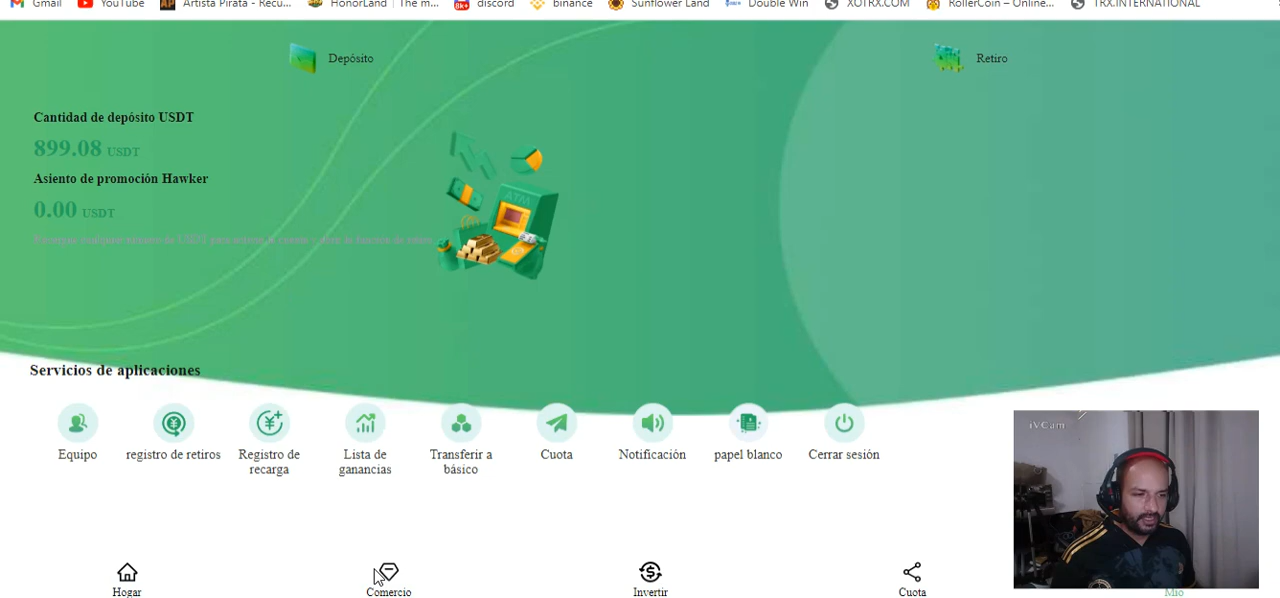 Gmail YouTube Artista Pirata - Recu... HonorLand | The m... discord binance Sunflower Land Double Win XOTRX.COM RollerCoin – Online... TRX.INTERNATIONAL
Depósito Retiro
Cantidad de depósito USDT
899.08 USDT
Asiento de promoción Hawker
0.00 USDT
ATM
Servicios de aplicaciones
Equipo registro de retiros Registro de recarga Lista de ganancias Transferir a básico Cuota Notificación papel blanco Cerrar sesión
iVCam
Hogar Comercio Invertir Cuota Mío